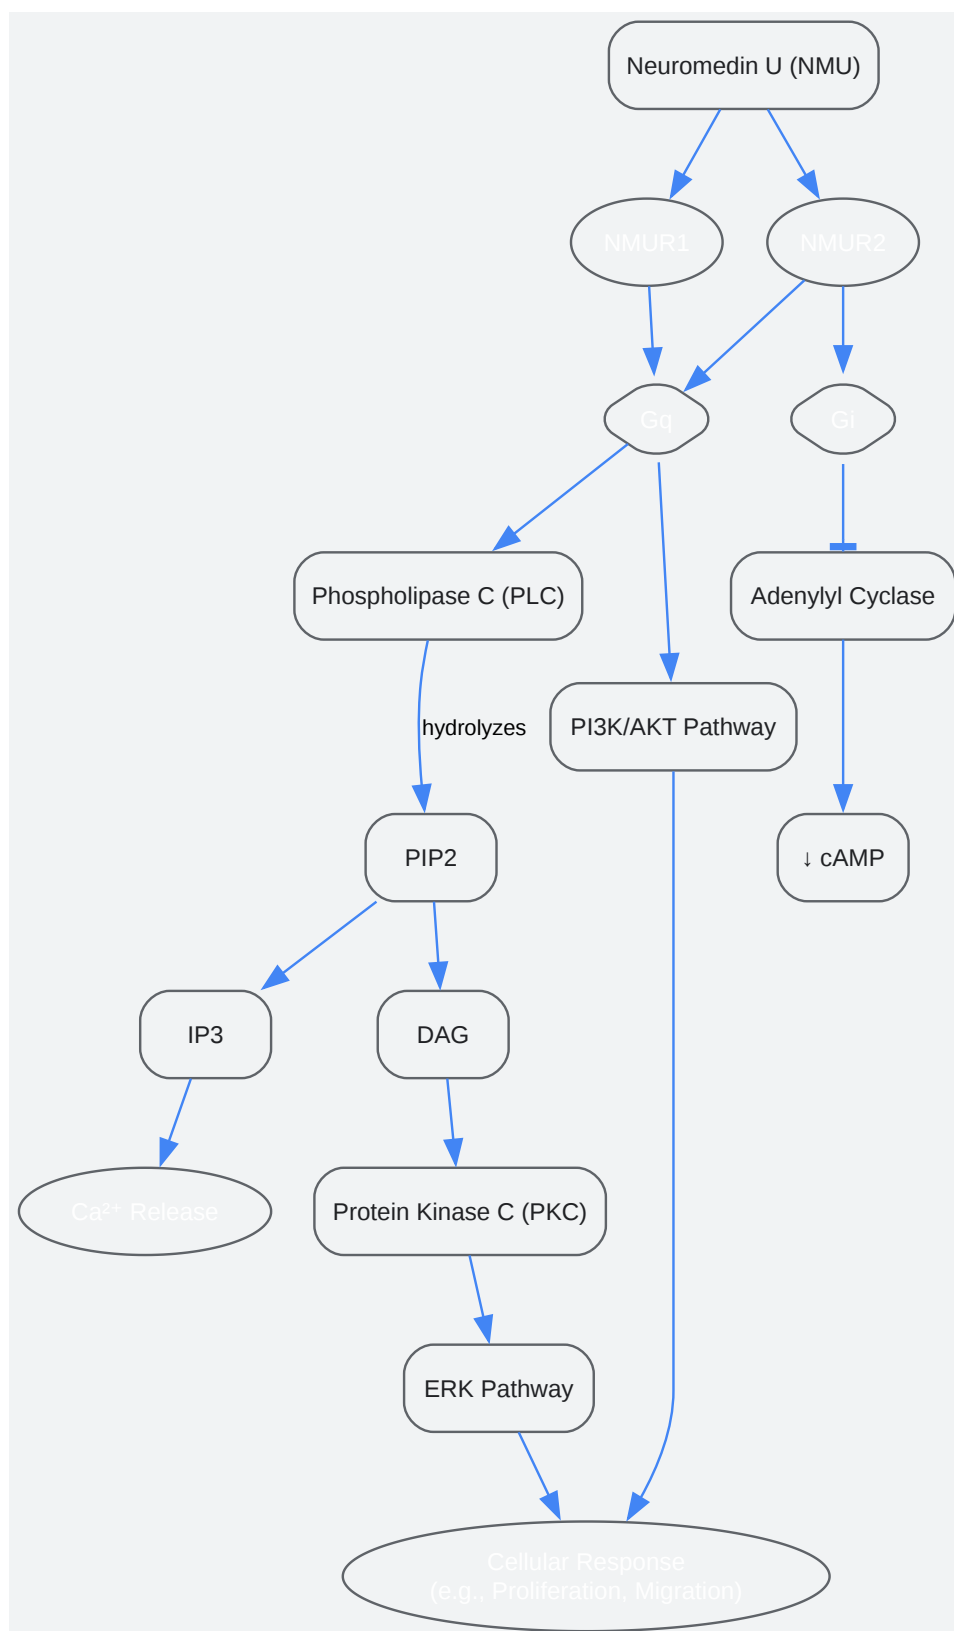 Neuromedin U (NMU)
NMUR1
NMUR2
Gq
Gi
Phospholipase C (PLC)
Adenylyl Cyclase
hydrolyzes
PI3K/AKT Pathway
PIP2
↓ cAMP
IP3
DAG
Ca²⁺ Release
Protein Kinase C (PKC)
ERK Pathway
Cellular Response
(e.g., Proliferation, Migration)